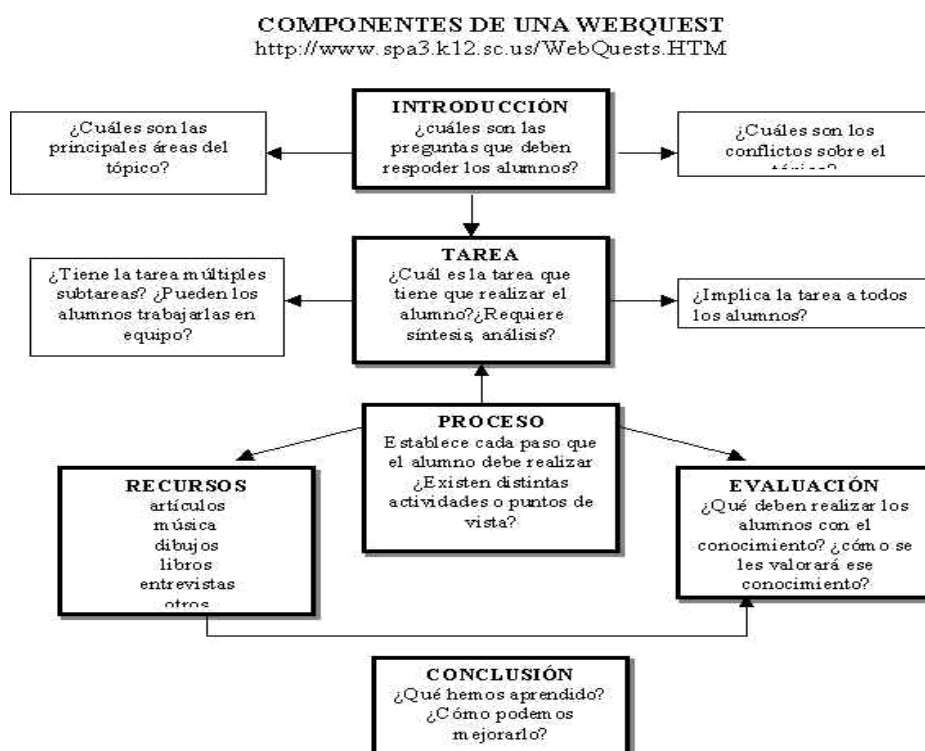 COMPONENTES DE UNA WEBQUEST
http://www.spa3.k12.sc.us/WebQuests.HTM
INTRODUCCIÓN
¿cuáles son las
preguntas que deben
respoder los alumnos?
¿Cuáles son las
principales áreas del
tópico?
¿Cuáles son los
conflictos sobre el
tópico?
TAREA
¿Cuál es la tarea que
tiene que realizar el
alumno?¿Requiere
síntesis, análisis?
¿Tiene la tarea múltiples
subtareas? ¿Pueden los
alumnos trabajarlas en
equipo?
¿Implica la tarea a todos
los alumnos?
PROCESO
Establece cada paso que
el alumno debe realizar
¿Existen distintas
actividades o puntos de
vista?
RECURSOS
artículos
música
dibujos
libros
entrevistas
otros
EVALUACIÓN
¿Qué deben realizar los
alumnos con el
conocimiento? ¿cómo se
les valorará ese
conocimiento?
CONCLUSIÓN
¿Qué hemos aprendido?
¿Cómo podemos
mejorarlo?